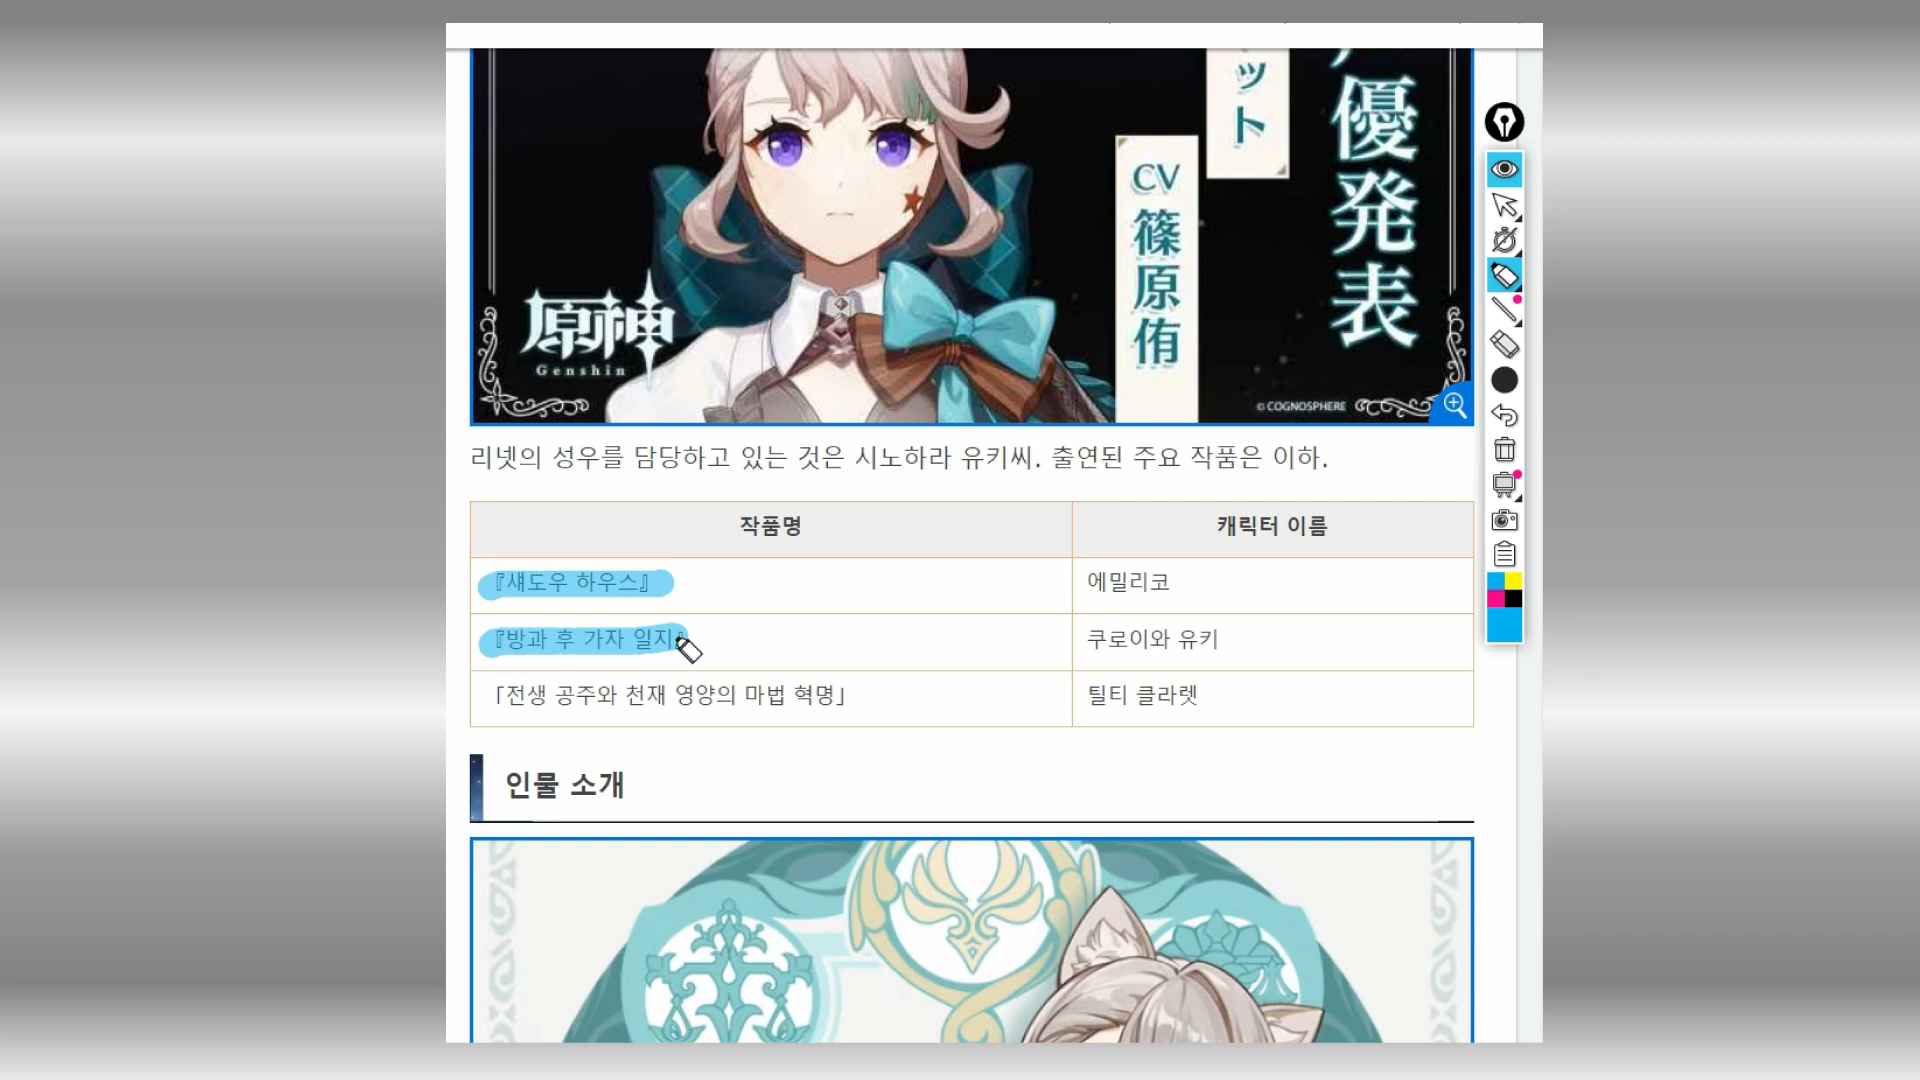 優発表
ット
CV 篠原侑
原神
Genshin
© COGNOSPHERE
리넷의 성우를 담당하고 있는 것은 시노하라 유키씨. 출연된 주요 작품은 이하.
작품명 캐릭터 이름
『섀도우 하우스』 에밀리코
『방과 후 가자 일지』 쿠로이와 유키
「전생 공주와 천재 영양의 마법 혁명」 틸티 클라렛
인물 소개